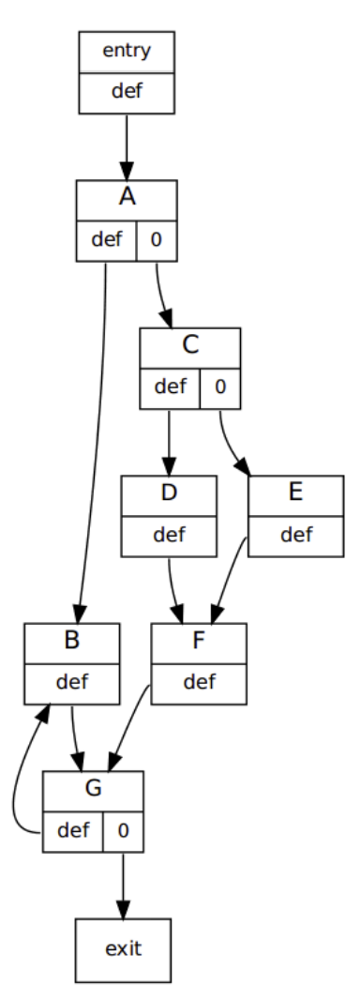 entry
def
A
def 0
C
def 0
D
def
E
def
B
def
F
def
G
def 0
exit